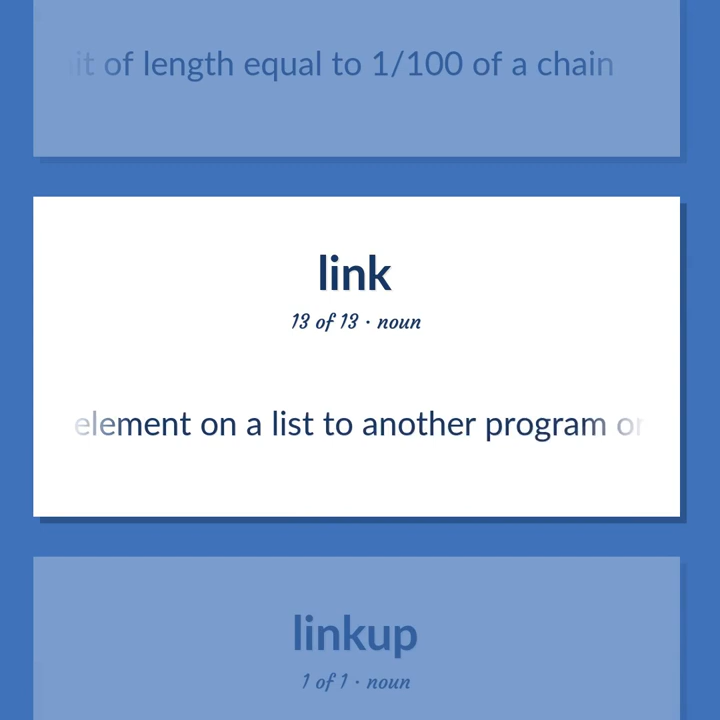 of length equal to 1/100 of a chain
link
13 of 13 · noun
element on a list to another program or
linkup
1 of 1 · noun